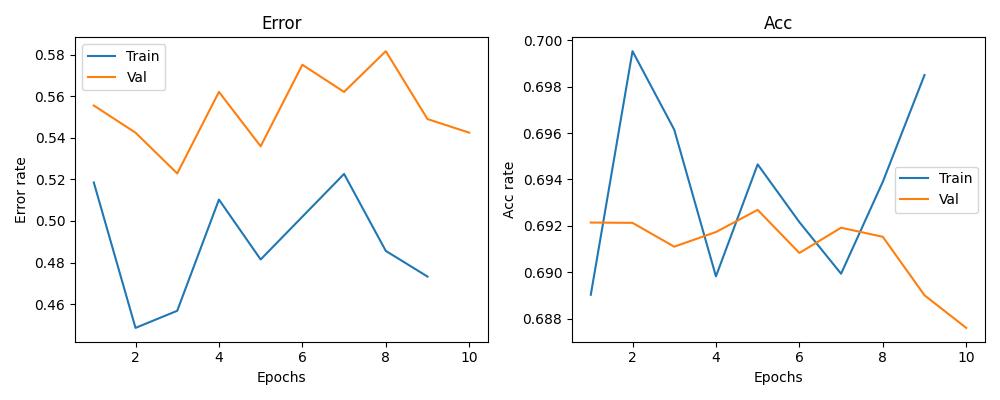 Error
Train
Val
0.58
0.56
0.54
0.52
0.50
0.48
0.46
Error rate
2 4 6 8 10
Epochs
Acc
0.700
0.698
0.696
0.694
0.692
0.690
0.688
Acc rate
Train
Val
2 4 6 8 10
Epochs